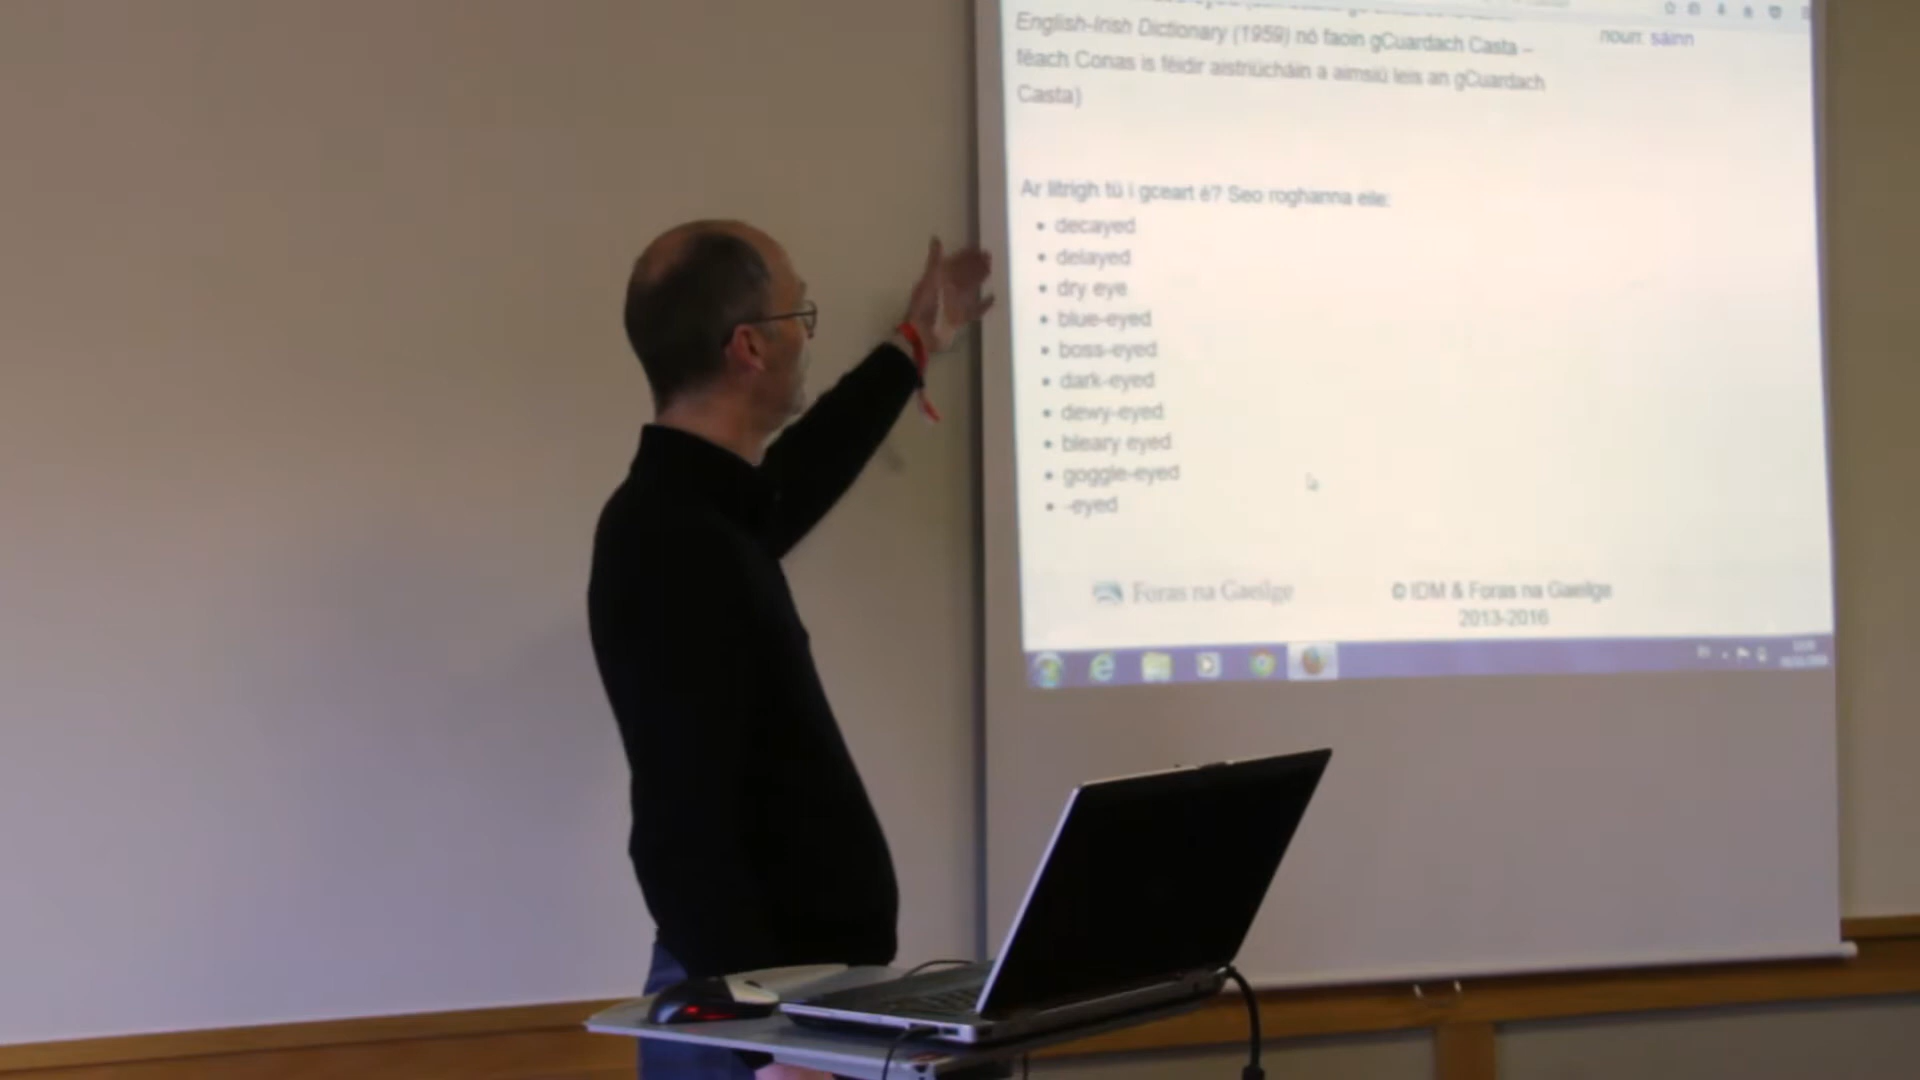 English-Irish Dictionary (1959) nó faoin gCuardach Casta –
féach Conas is féidir aistriúcháin a aimsiú leis an gCuardach
Casta)
noun: sáinn
Ar litrigh tú i gceart é? Seo roghanna eile:
• decayed
• delayed
• dry eye
• blue-eyed
• boss-eyed
• dark-eyed
• dewy-eyed
• bleary eyed
• goggle-eyed
• -eyed
Foras na Gaeilge
© IDM & Foras na Gaeilge
2013-2016